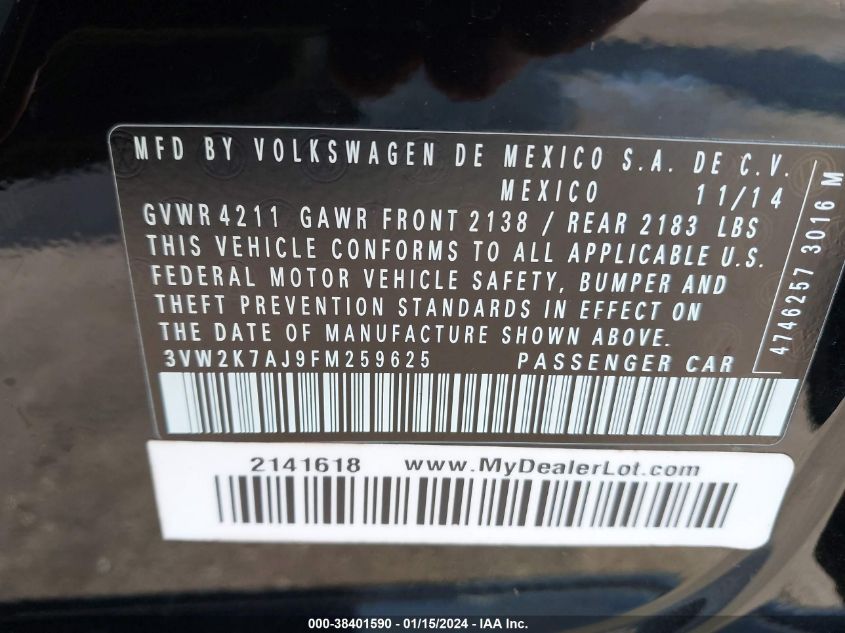 MFD BY VOLKSWAGEN DE MEXICO S.A. DE C.V.
MEXICO 11/14
GVWR 4211 GAWR FRONT 2138 / REAR 2183 LBS
THIS VEHICLE CONFORMS TO ALL APPLICABLE U.S.
FEDERAL MOTOR VEHICLE SAFETY, BUMPER AND
THEFT PREVENTION STANDARDS IN EFFECT ON
THE DATE OF MANUFACTURE SHOWN ABOVE.
3VW2K7AJ9FM259625 PASSENGER CAR
4746257 3016 M
2141618 www.MyDealerLot.com
000-38401590 - 01/15/2024 - IAA Inc.